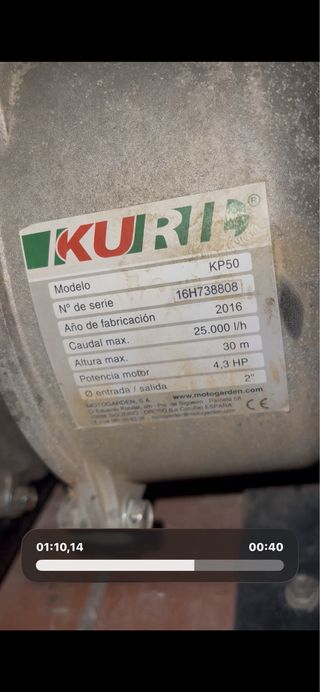 KURIL
®
Modelo KP50
Nº de serie 16H738808
Año de fabricación 2016
Caudal max. 25.000 l/h
Altura max. 30 m
Potencia motor 4,3 HP
Ø entrada / salida 2"
MOTOGARDEN, S.A. www.motogarden.com
CE
01:10,14 00:40